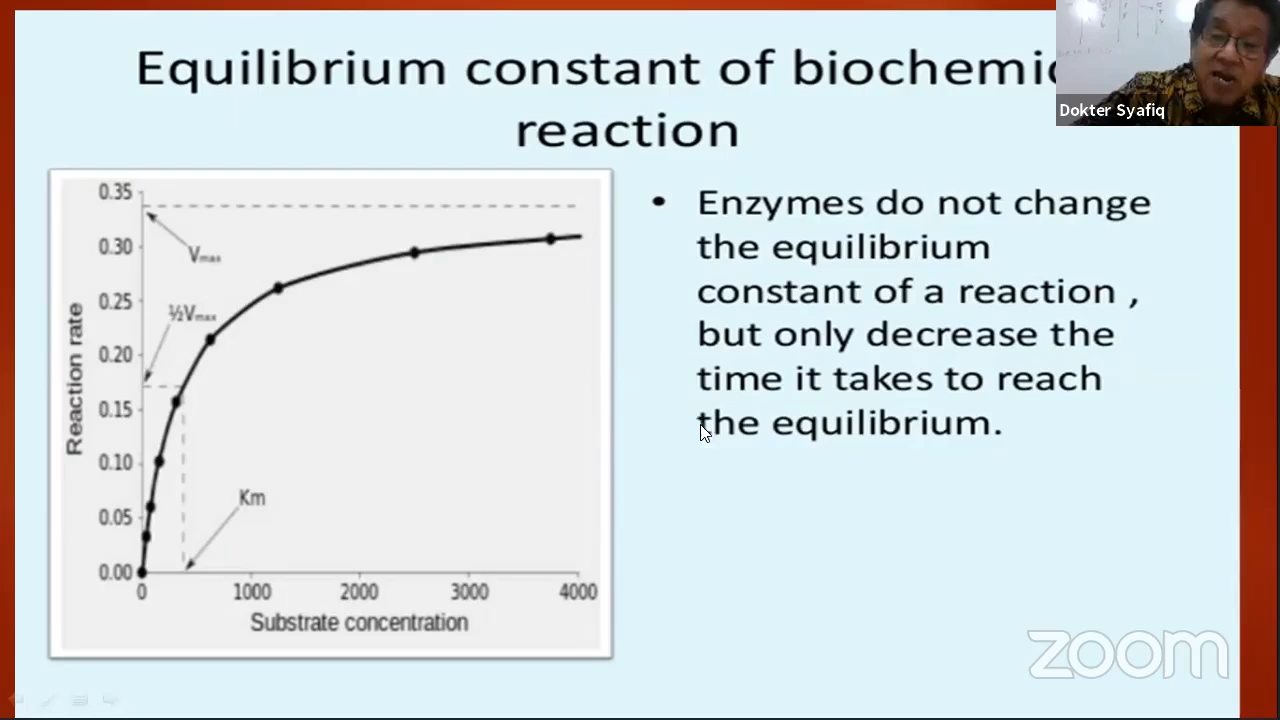 Equilibrium constant of biochemic
reaction
Dokter Syafiq
0.35
0.30
0.25
0.20
0.15
0.10
0.05
0.00
Reaction rate
Vmax
½Vmax
Km
0 1000 2000 3000 4000
Substrate concentration
• Enzymes do not change
the equilibrium
constant of a reaction ,
but only decrease the
time it takes to reach
the equilibrium.
zoom